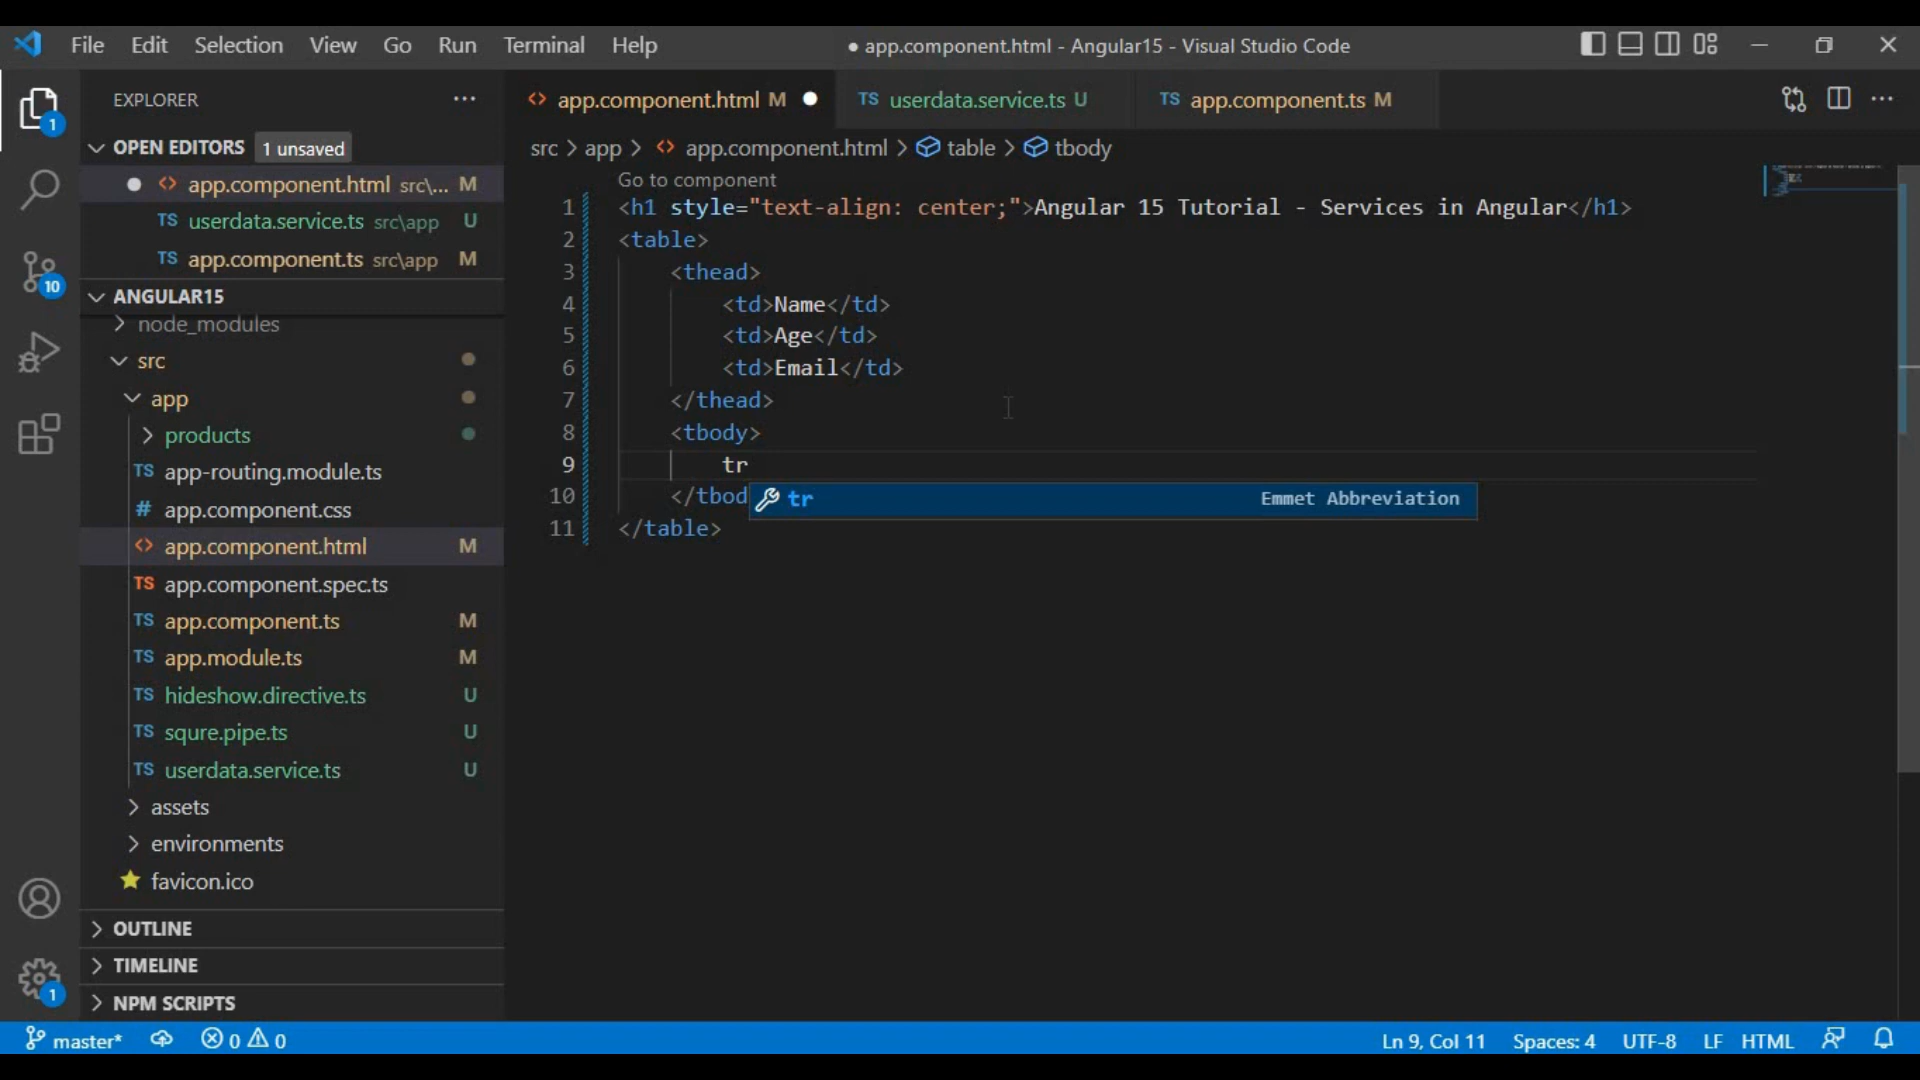 File Edit Selection View Go Run Terminal Help ● app.component.html - Angular15 - Visual Studio Code
EXPLORER
<> app.component.html M ● TS userdata.service.ts U TS app.component.ts M
OPEN EDITORS 1 unsaved
src > app > <> app.component.html > table > tbody
<> app.component.html src\... M
TS userdata.service.ts src\app U
TS app.component.ts src\app M
ANGULAR15
node_modules
src
app
products
TS app-routing.module.ts
# app.component.css
<> app.component.html M
TS app.component.spec.ts
TS app.component.ts M
TS app.module.ts M
TS hideshow.directive.ts U
TS squre.pipe.ts U
TS userdata.service.ts U
assets
environments
favicon.ico
OUTLINE
TIMELINE
NPM SCRIPTS
1
10
1
Go to component
1 <h1 style="text-align: center;">Angular 15 Tutorial - Services in Angular</h1>
2 <table>
3 <thead>
4 <td>Name</td>
5 <td>Age</td>
6 <td>Email</td>
7 </thead>
8 <tbody>
9 tr
10 </tbod
tr Emmet Abbreviation
11 </table>
master* 0 0 Ln 9, Col 11 Spaces: 4 UTF-8 LF HTML